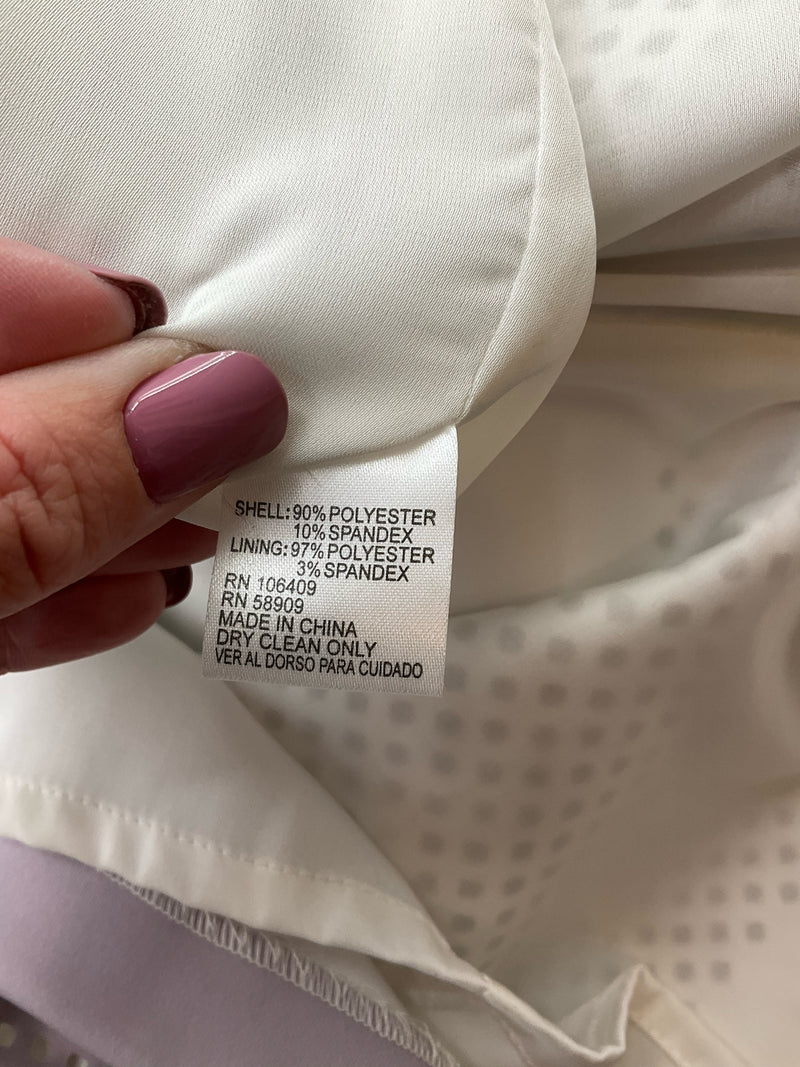 SHELL: 90% POLYESTER
10% SPANDEX
LINING: 97% POLYESTER
3% SPANDEX
RN 106409
RN 58909
MADE IN CHINA
DRY CLEAN ONLY
VER AL DORSO PARA CUIDADO